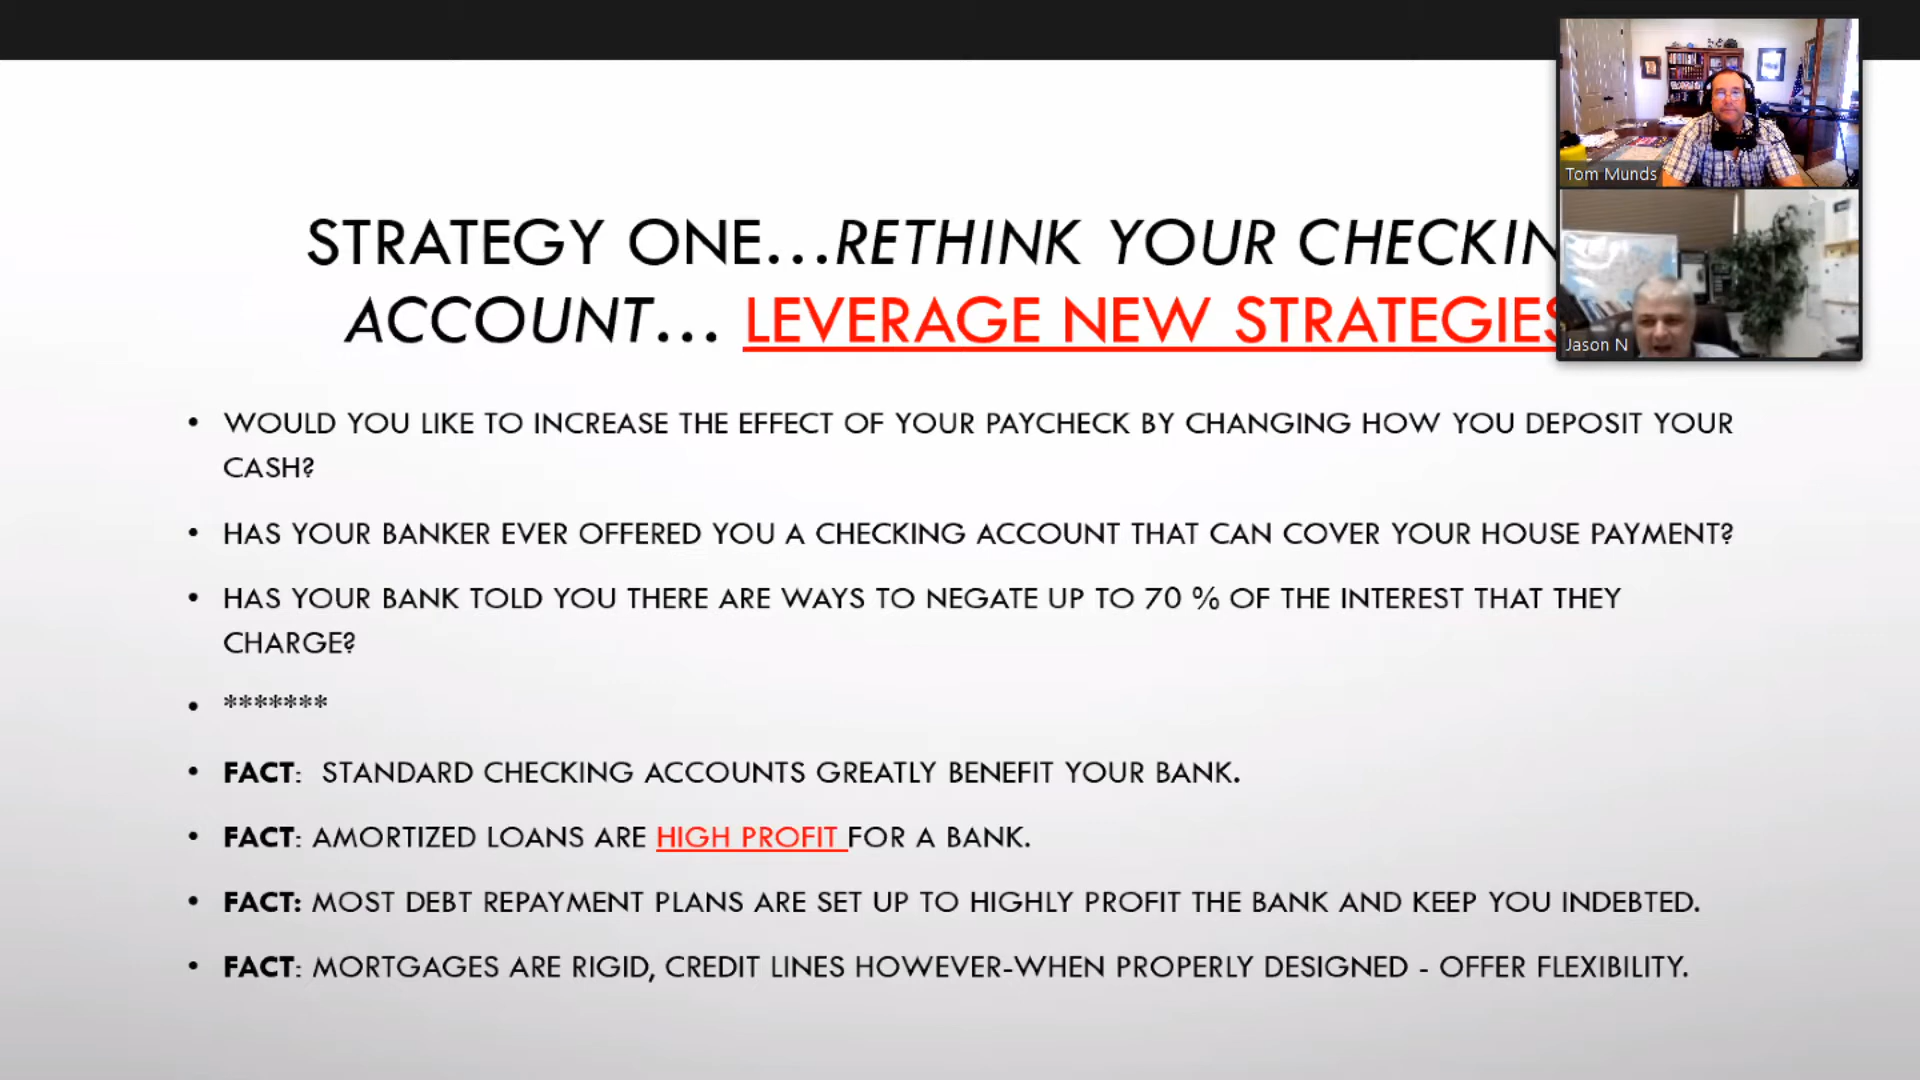 STRATEGY ONE...RETHINK YOUR CHECKIN
ACCOUNT... LEVERAGE NEW STRATEGIES
• WOULD YOU LIKE TO INCREASE THE EFFECT OF YOUR PAYCHECK BY CHANGING HOW YOU DEPOSIT YOUR
CASH?
• HAS YOUR BANKER EVER OFFERED YOU A CHECKING ACCOUNT THAT CAN COVER YOUR HOUSE PAYMENT?
• HAS YOUR BANK TOLD YOU THERE ARE WAYS TO NEGATE UP TO 70 % OF THE INTEREST THAT THEY
CHARGE?
• *******
• FACT: STANDARD CHECKING ACCOUNTS GREATLY BENEFIT YOUR BANK.
• FACT: AMORTIZED LOANS ARE HIGH PROFIT FOR A BANK.
• FACT: MOST DEBT REPAYMENT PLANS ARE SET UP TO HIGHLY PROFIT THE BANK AND KEEP YOU INDEBTED.
• FACT: MORTGAGES ARE RIGID, CREDIT LINES HOWEVER-WHEN PROPERLY DESIGNED - OFFER FLEXIBILITY.
Tom Munds
Jason N